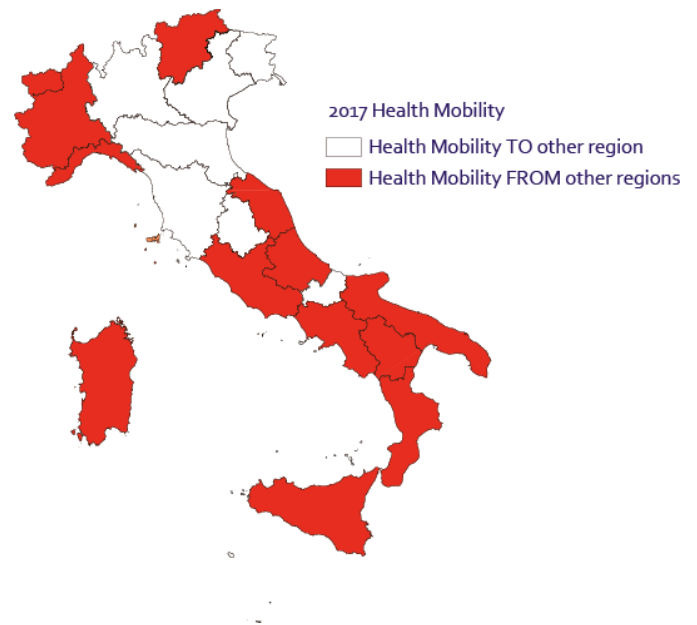 2017 Health Mobility
Health Mobility TO other region
Health Mobility FROM other regions